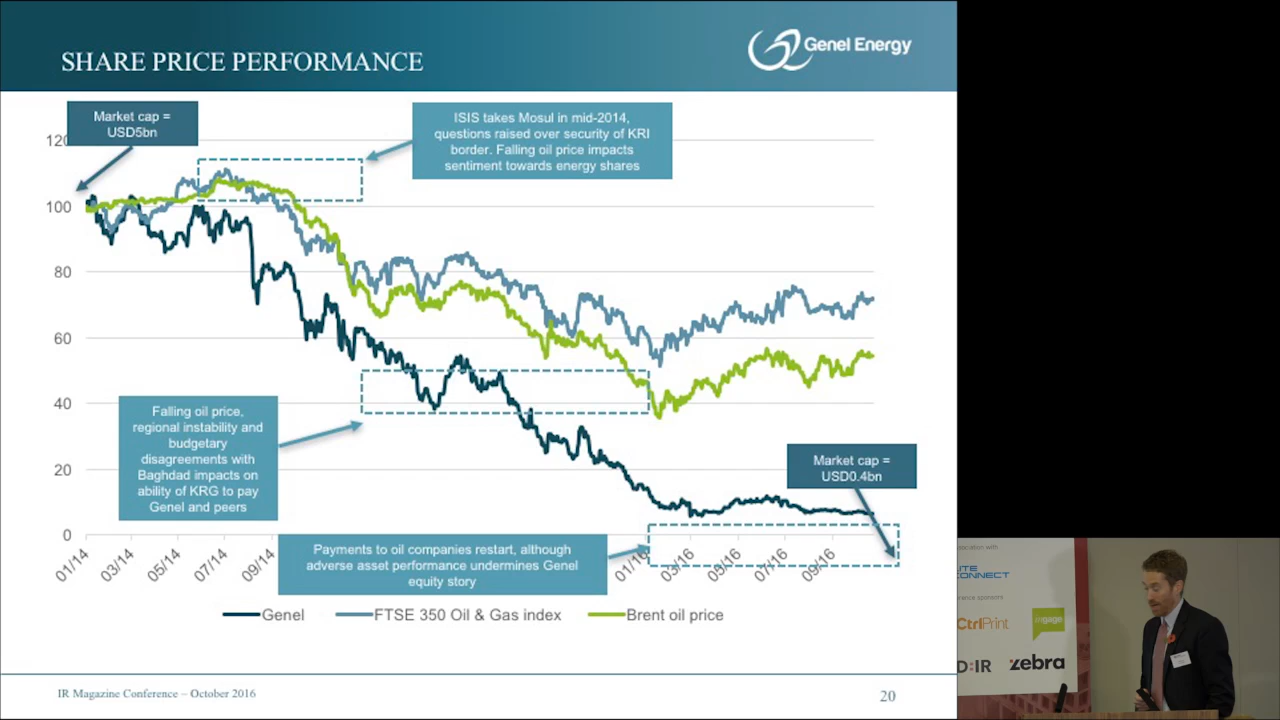 SHARE PRICE PERFORMANCE
Genel Energy
Market cap =
USD5bn
ISIS takes Mosul in mid-2014,
questions raised over security of KRI
border. Falling oil price impacts
sentiment towards energy shares
120
100
80
60
40
20
0
Falling oil price,
regional instability and
budgetary
disagreements with
Baghdad impacts on
ability of KRG to pay
Genel and peers
Market cap =
USD0.4bn
Payments to oil companies restart, although
adverse asset performance undermines Genel
equity story
01/14
03/14
05/14
07/14
09/14
01/16
03/16
05/16
07/16
09/16
Genel
FTSE 350 Oil & Gas index
Brent oil price
IR Magazine Conference – October 2016
20
with
CONNECT
sponsors
CtrlPrint
ingage
D:IR
zebra